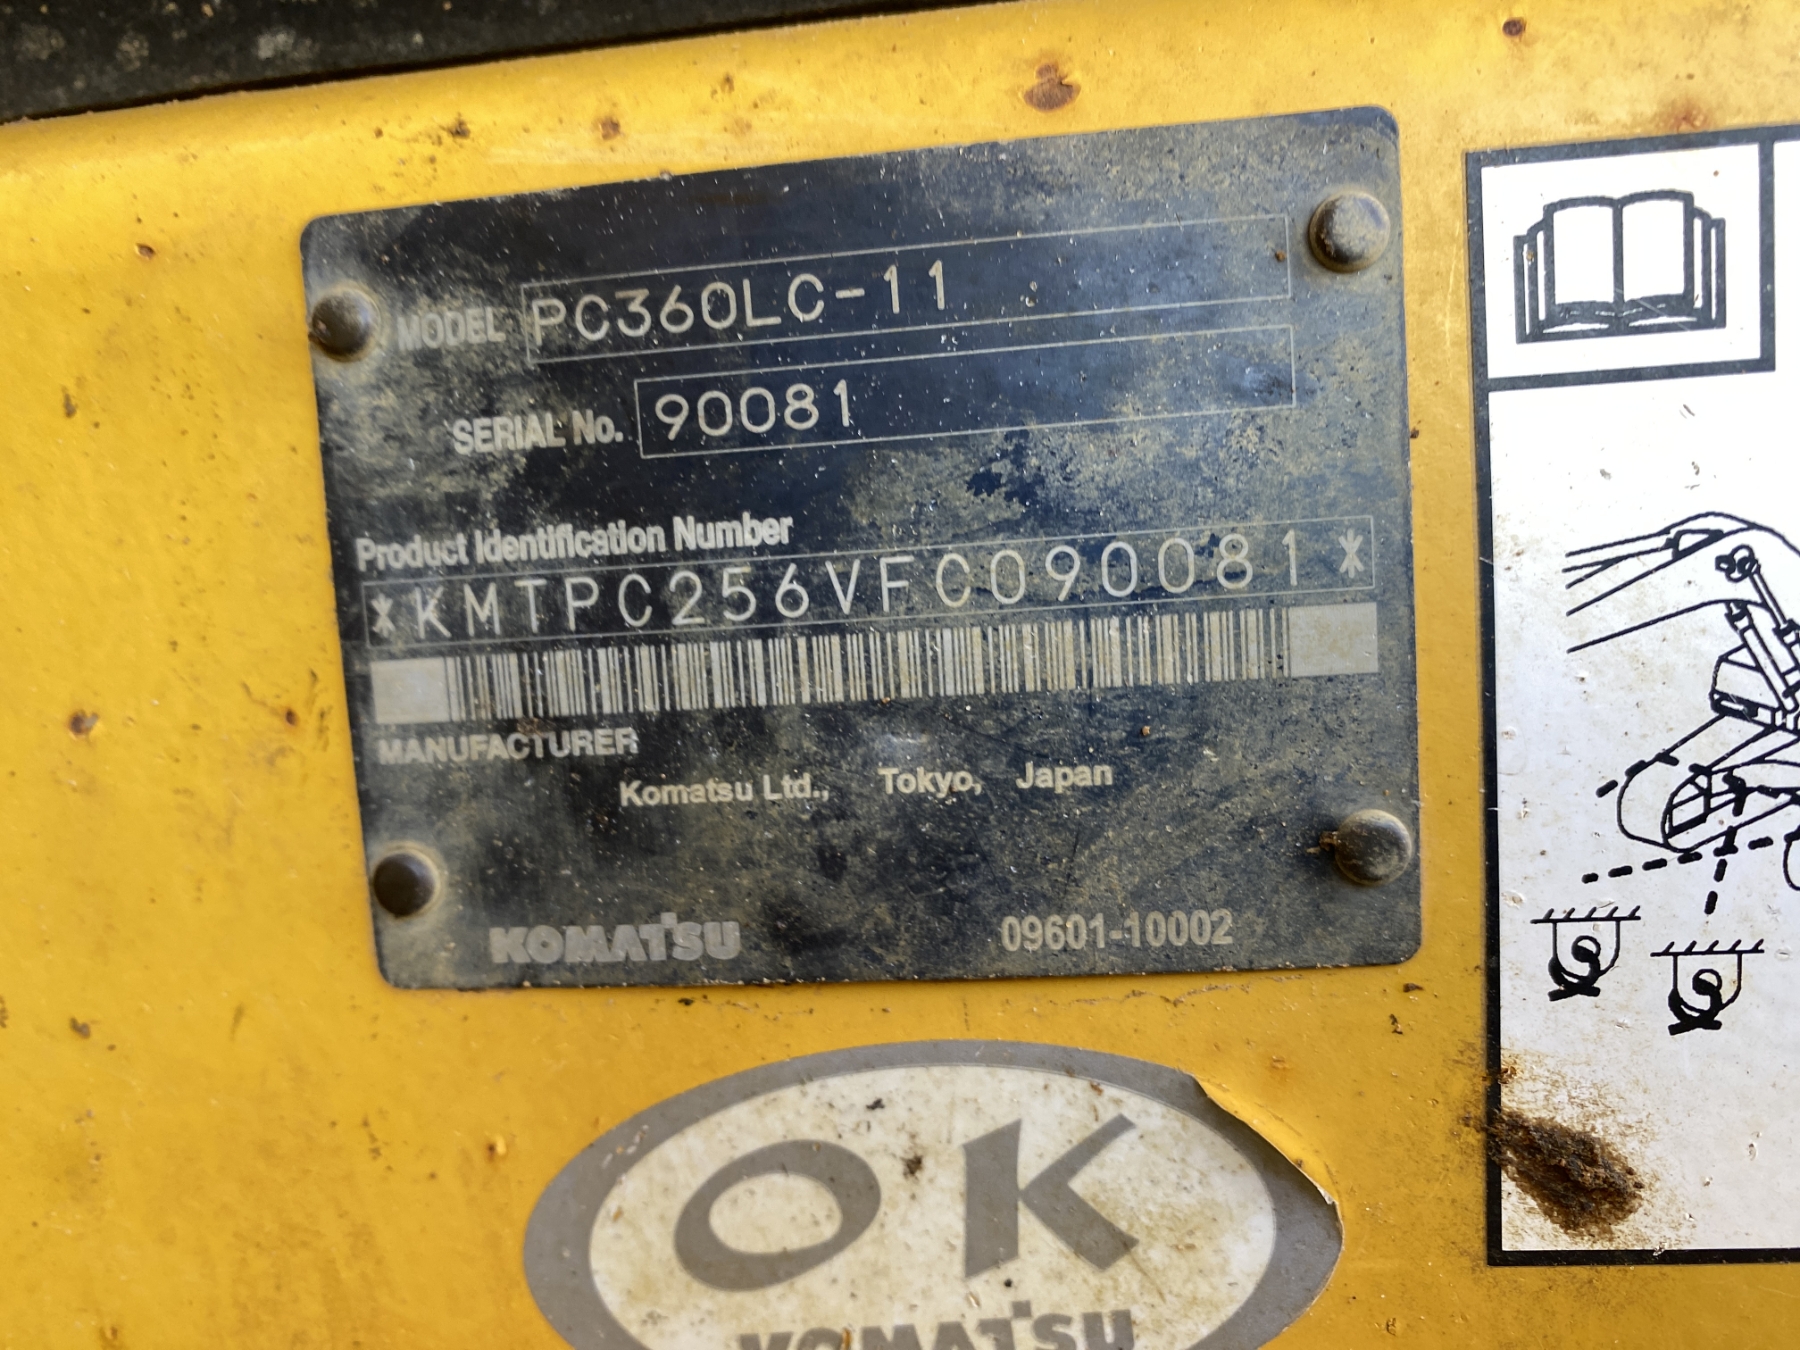 MODEL PC360LC-11
SERIAL No. 90081
Product Identification Number
*KMTPC256VFC090081*
MANUFACTURER
Komatsu Ltd., Tokyo, Japan
KOMATSU 09601-10002
OK
KOMATSU